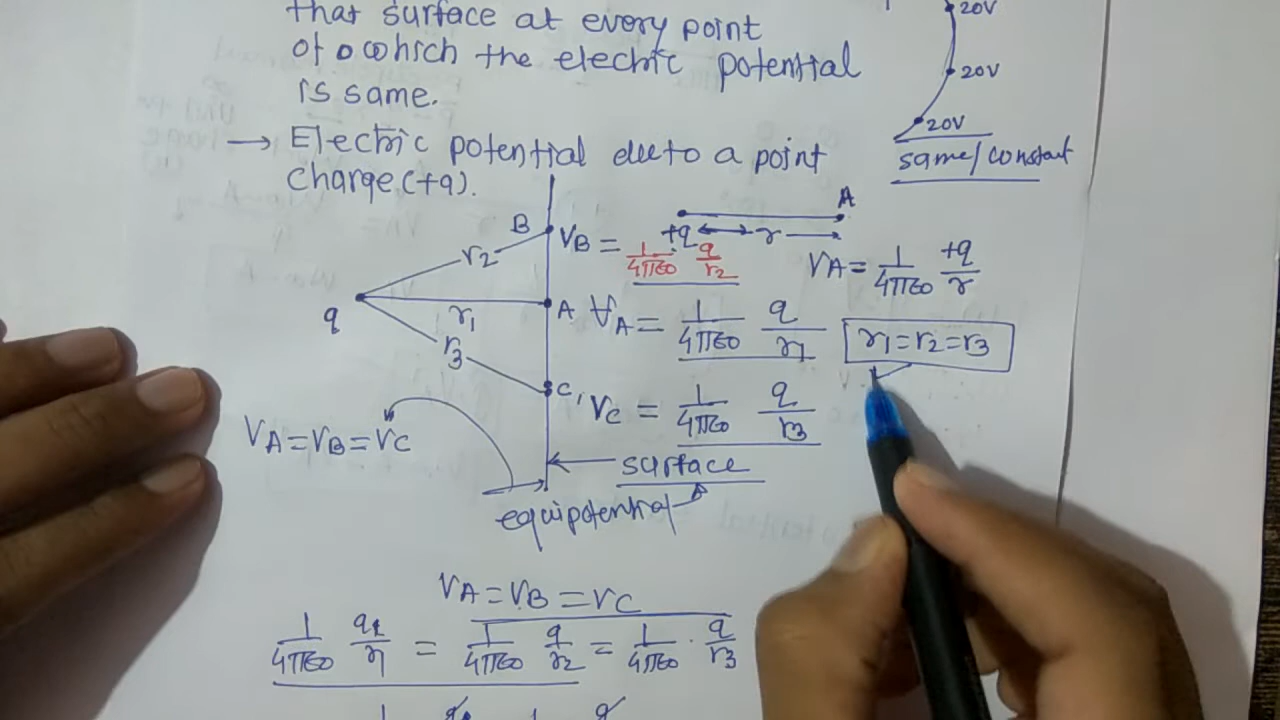 that surface at every point
of which the electric potential
is same.
20V
20V
20V
same/constant
→ Electric potential due to a point
charge(+q).
A
+q r
VA = 1/4πε0 +q/r
B
r2
VB = 1/4πε0 q/r2
q
r1
A
VA = 1/4πε0 q/r1
r1=r2=r3
r3
C,
VC = 1/4πε0 q/r3
VA=VB=VC
surface
equipotential
VA=VB=VC
1/4πε0 q1/r1 = 1/4πε0 q/r2 = 1/4πε0 · q/r3